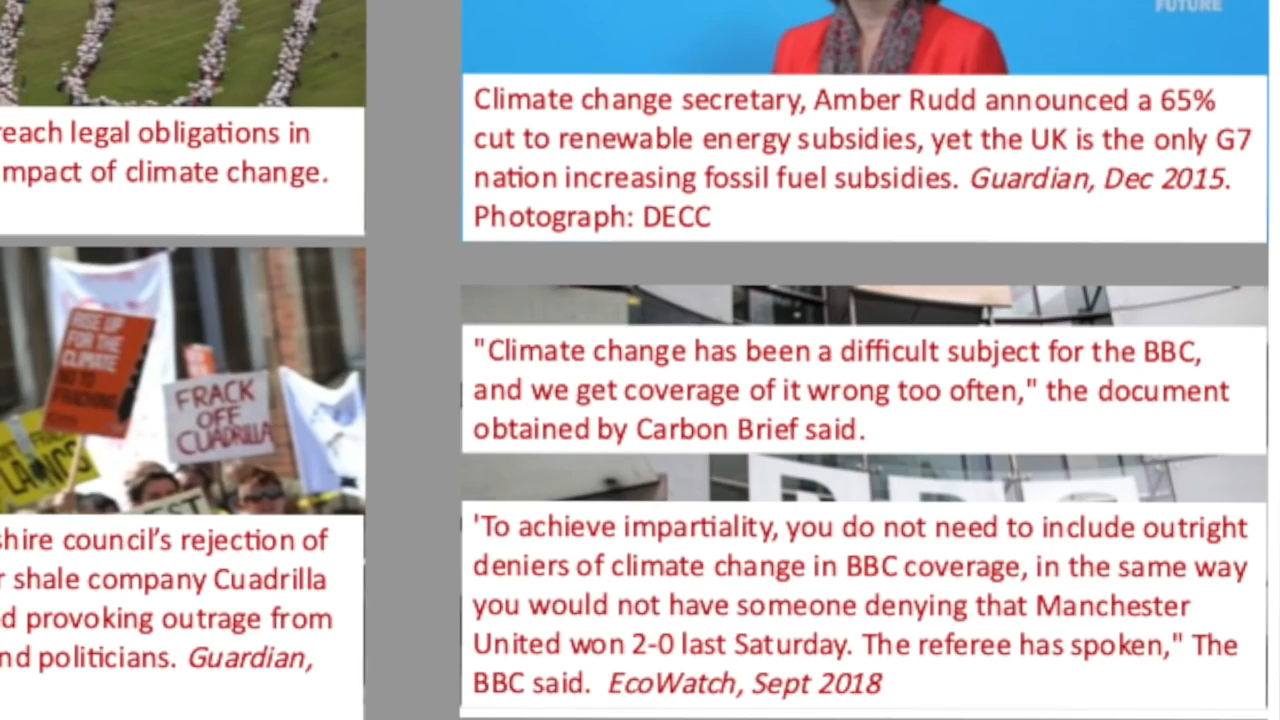 FUTURE
reach legal obligations in
mpact of climate change.
Climate change secretary, Amber Rudd announced a 65%
cut to renewable energy subsidies, yet the UK is the only G7
nation increasing fossil fuel subsidies. Guardian, Dec 2015.
Photograph: DECC
RISE UP
FOR THE
CLIMATE
NO TO
FRACKING
FRACK
OFF
CUADRILLA
shire council’s rejection of
r shale company Cuadrilla
d provoking outrage from
nd politicians. Guardian,
"Climate change has been a difficult subject for the BBC,
and we get coverage of it wrong too often," the document
obtained by Carbon Brief said.
'To achieve impartiality, you do not need to include outright
deniers of climate change in BBC coverage, in the same way
you would not have someone denying that Manchester
United won 2-0 last Saturday. The referee has spoken," The
BBC said. EcoWatch, Sept 2018